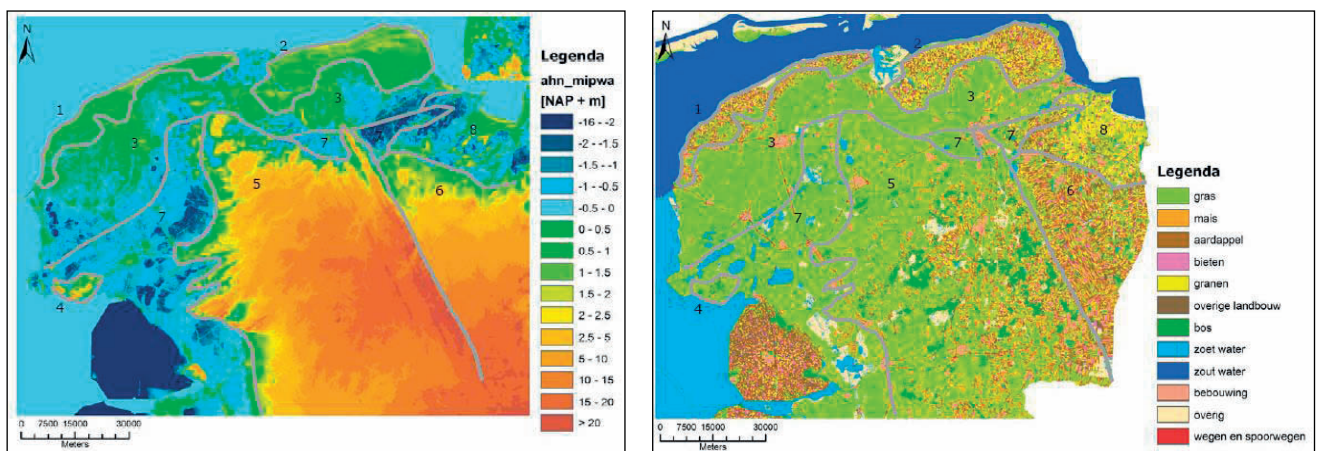 N
1
2
3
3
4
5
6
7
7
7
8
0 7500 15000 30000
Meters
Legenda
ahn_mipwa
[NAP + m]
-16 - -2
-2 - -1.5
-1.5 - -1
-1 - -0.5
-0.5 - 0
0 - 0.5
0.5 - 1
1 - 1.5
1.5 - 2
2 - 2.5
2.5 - 5
5 - 10
10 - 15
15 - 20
> 20
N
1
2
3
3
4
5
6
7
7
7
8
0 7500 15000 30000
Meters
Legenda
gras
mais
aardappel
bieten
granen
overige landbouw
bos
zoet water
zout water
bebouwing
overig
wegen en spoorwegen